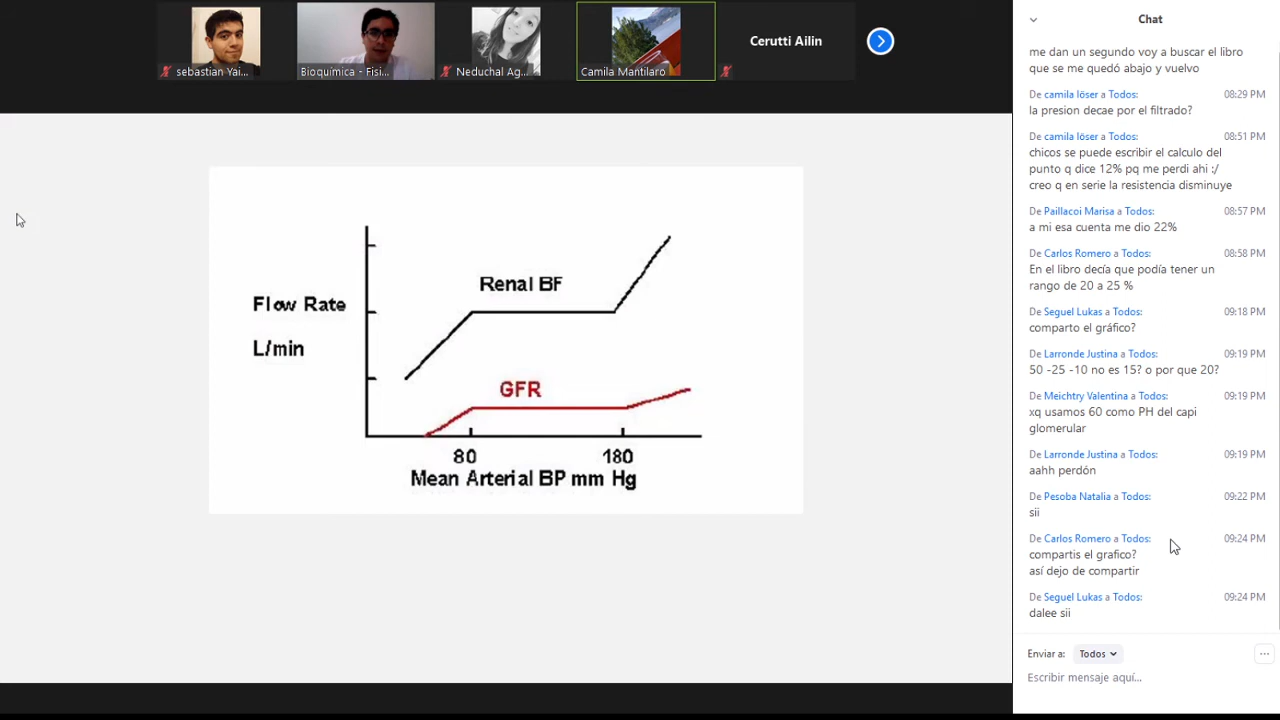 sebastian Yai...
Bioquímica - Fisi...
Neduchal Ag...
Camila Mantilaro
Cerutti Ailin
Renal BF
Flow Rate
L/min
GFR
80
180
Mean Arterial BP mm Hg
Chat
me dan un segundo voy a buscar el libro
que se me quedó abajo y vuelvo
De camila löser a Todos: 08:29 PM
la presion decae por el filtrado?
De camila löser a Todos: 08:51 PM
chicos se puede escribir el calculo del
punto q dice 12% pq me perdi ahi :/
creo q en serie la resistencia disminuye
De Paillacoi Marisa a Todos: 08:57 PM
a mi esa cuenta me dio 22%
De Carlos Romero a Todos: 08:58 PM
En el libro decía que podía tener un
rango de 20 a 25 %
De Seguel Lukas a Todos: 09:18 PM
comparto el gráfico?
De Larronde Justina a Todos: 09:19 PM
50 -25 -10 no es 15? o por que 20?
De Meichtry Valentina a Todos: 09:19 PM
xq usamos 60 como PH del capi
glomerular
De Larronde Justina a Todos: 09:19 PM
aahh perdón
De Pesoba Natalia a Todos: 09:22 PM
sii
De Carlos Romero a Todos: 09:24 PM
compartis el grafico?
así dejo de compartir
De Seguel Lukas a Todos: 09:24 PM
dalee sii
Enviar a: Todos
Escribir mensaje aquí...